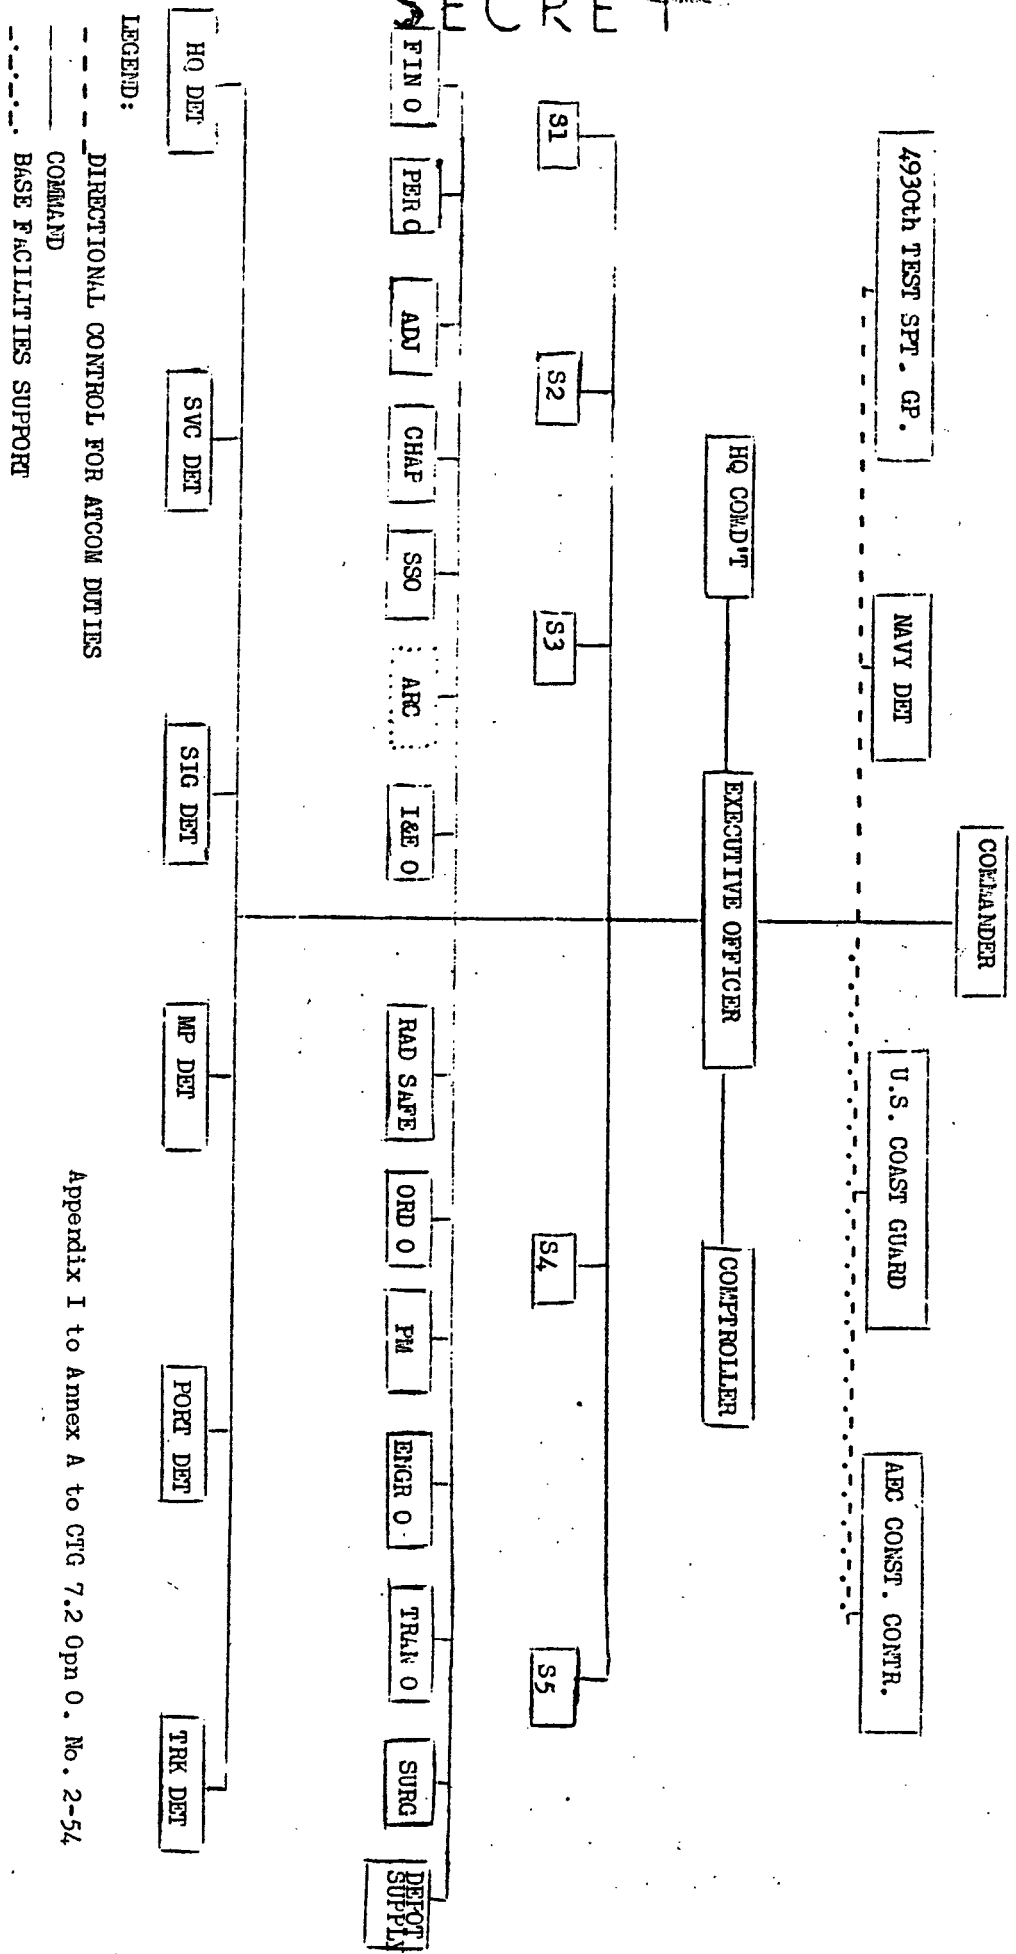 SECRET
COMMANDER
4930th TEST SPT. GP.
NAVY DET
U.S. COAST GUARD
AEC CONST. CONTR.
HQ COMD'T
EXECUTIVE OFFICER
COMPTROLLER
S1
S2
S3
S4
S5
FIN O
PER O
ADJ
CHAP
SSO
ARC
I&E O
RAD SAFE
ORD O
PM
ENGR O
TRAN O
SURG
DEPOT
SUPPLY
HQ DET
SVC DET
SIG DET
MP DET
PORT DET
TRK DET
LEGEND:
DIRECTIONAL CONTROL FOR ATCOM DUTIES
COMMAND
BASE FACILITIES SUPPORT
Appendix I to Annex A to CTG 7.2 Opn O. No. 2-54